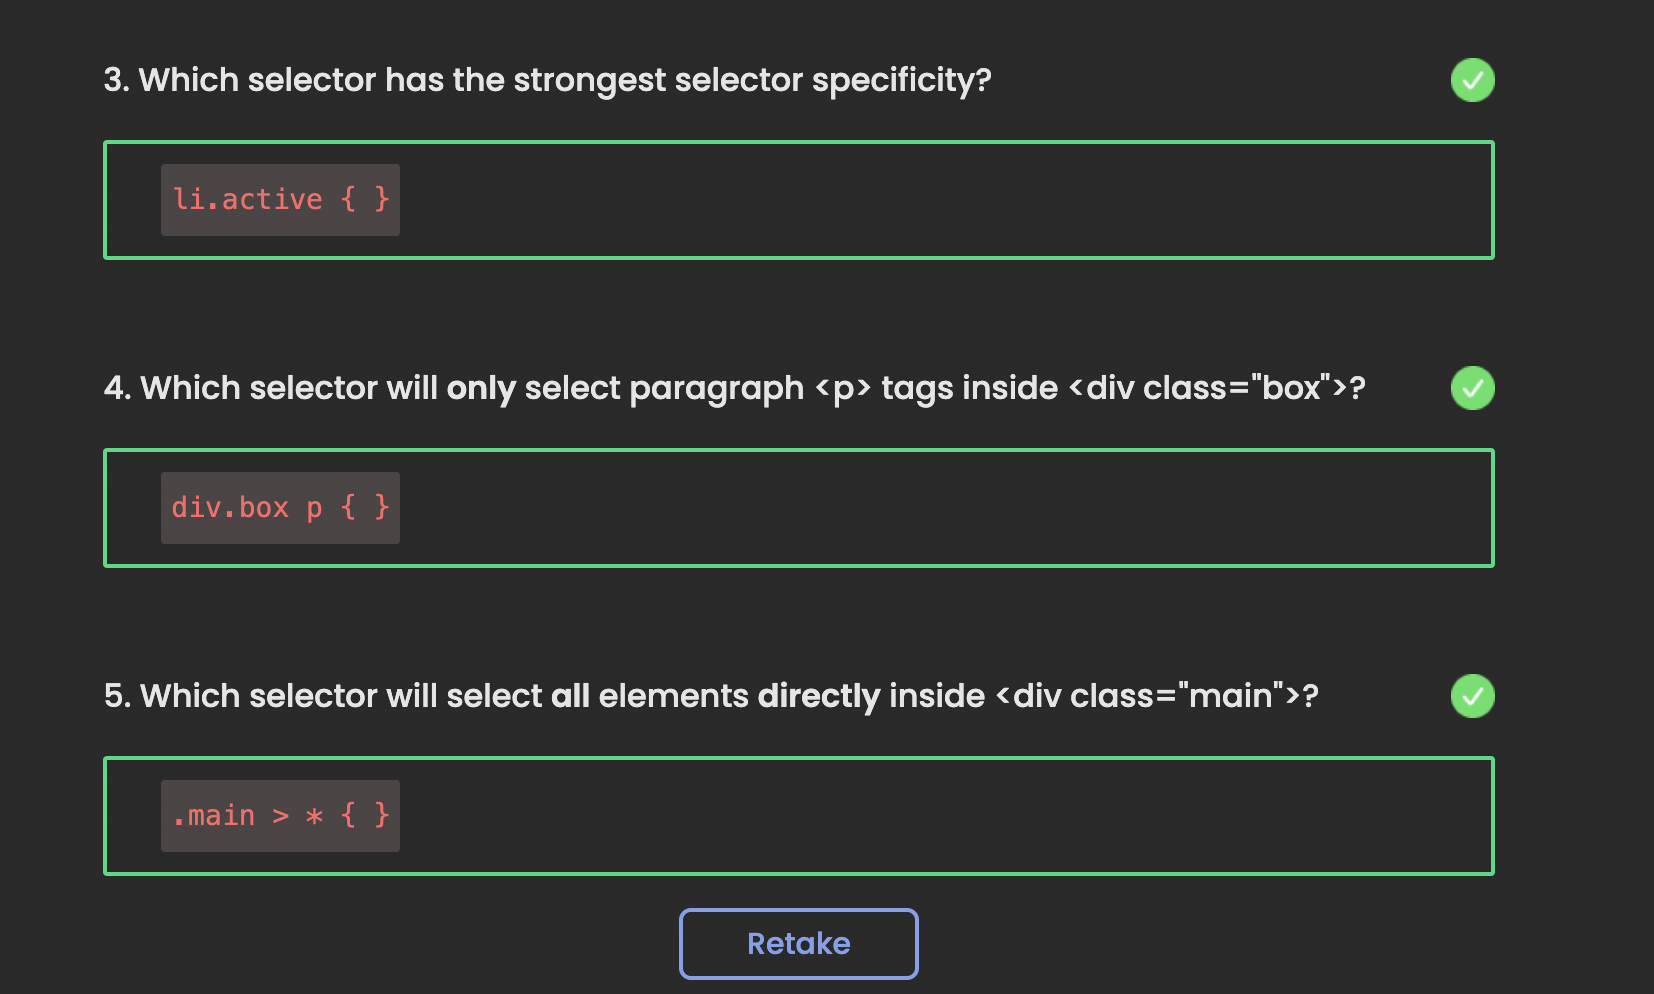 3. Which selector has the strongest selector specificity?
li.active { }
4. Which selector will only select paragraph <p> tags inside <div class="box">?
div.box p { }
5. Which selector will select all elements directly inside <div class="main">?
.main > * { }
Retake